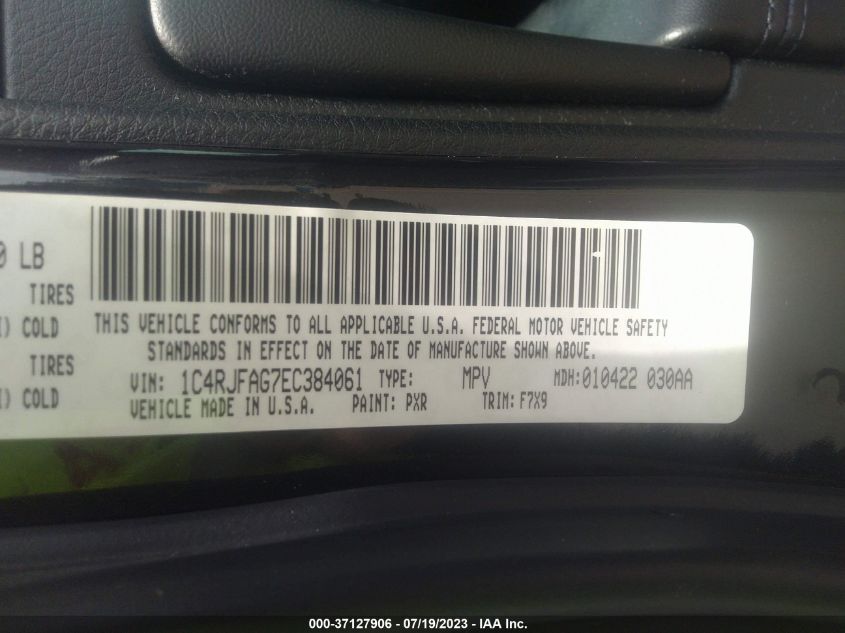 0 LB
TIRES
) COLD
TIRES
) COLD
THIS VEHICLE CONFORMS TO ALL APPLICABLE U.S.A. FEDERAL MOTOR VEHICLE SAFETY
STANDARDS IN EFFECT ON THE DATE OF MANUFACTURE SHOWN ABOVE.
VIN: 1C4RJFAG7EC384061 TYPE: MPV MDH:010422 030AA
VEHICLE MADE IN U.S.A. PAINT: PXR TRIM: F7X9
000-37127906 - 07/19/2023 - IAA Inc.